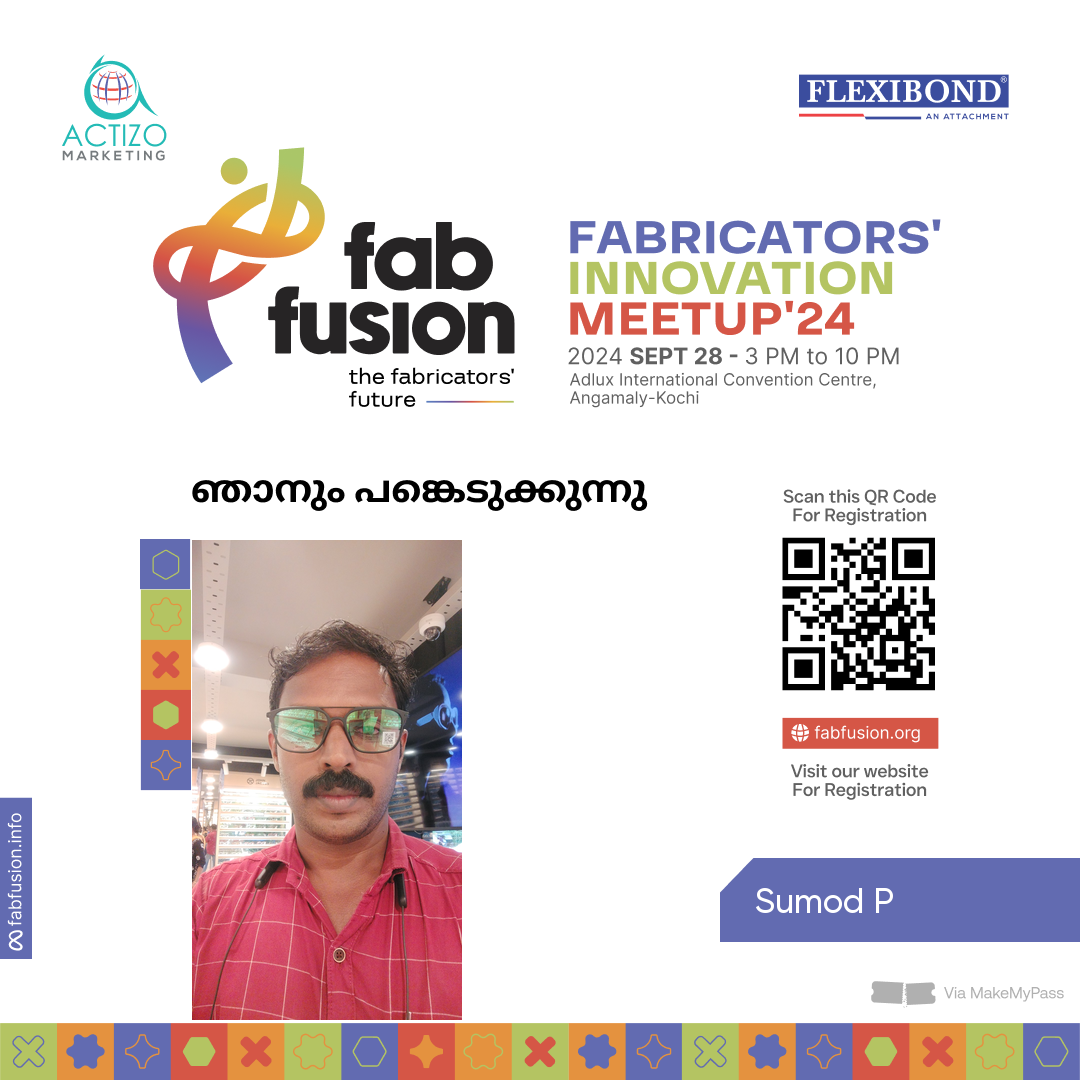 ACTIZO
MARKETING
FLEXIBOND®
AN ATTACHMENT
fab
fusion
the fabricators'
future
FABRICATORS'
INNOVATION
MEETUP'24
2024 SEPT 28 - 3 PM to 10 PM
Adlux International Convention Centre,
Angamaly-Kochi
ഞാനും പങ്കെടുക്കുന്നു
Scan this QR Code
For Registration
fabfusion.org
Visit our website
For Registration
fabfusion.info
Sumod P
Via MakeMyPass